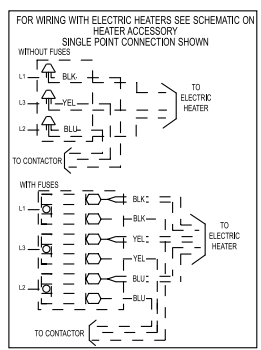 FOR WIRING WITH ELECTRIC HEATERS SEE SCHEMATIC ON
HEATER ACCESSORY
SINGLE POINT CONNECTION SHOWN
WITHOUT FUSES
L1
BLK
L3
YEL
L2
BLU
TO
ELECTRIC
HEATER
TO CONTACTOR
WITH FUSES
BLK
L1
BLK
YEL
L3
YEL
BLU
L2
BLU
TO
ELECTRIC
HEATER
TO CONTACTOR